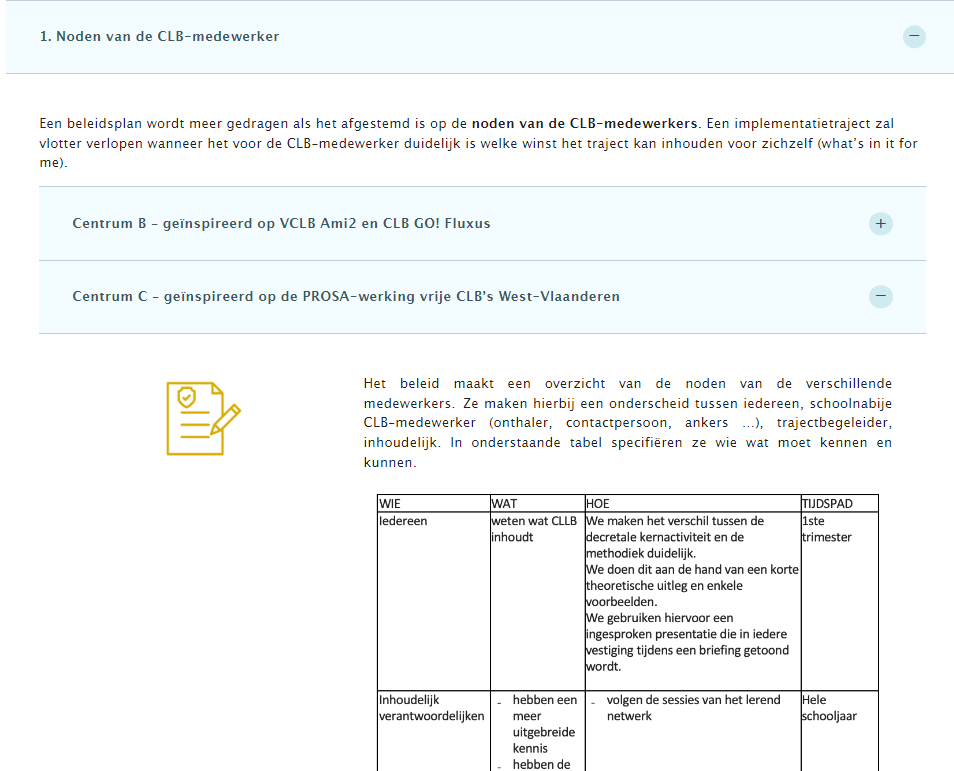 1. Noden van de CLB-medewerker
Een beleidsplan wordt meer gedragen als het afgestemd is op de noden van de CLB-medewerkers. Een implementatietraject zal
vlotter verlopen wanneer het voor de CLB-medewerker duidelijk is welke winst het traject kan inhouden voor zichzelf (what's in it for
me).
Centrum B – geïnspireerd op VCLB Ami2 en CLB GO! Fluxus
Centrum C – geïnspireerd op de PROSA-werking vrije CLB's West-Vlaanderen
Het beleid maakt een overzicht van de noden van de verschillende
medewerkers. Ze maken hierbij een onderscheid tussen iedereen, schoolnabije
CLB-medewerker (onthaler, contactpersoon, ankers ...), trajectbegeleider,
inhoudelijk. In onderstaande tabel specifiëren ze wie wat moet kennen en
kunnen.
WIE WAT HOE TIJDSPAD
Iedereen weten wat CLLB We maken het verschil tussen de 1ste
inhoudt decretale kernactiviteit en de trimester
methodiek duidelijk.
We doen dit aan de hand van een korte
theoretische uitleg en enkele
voorbeelden.
We gebruiken hiervoor een
ingesproken presentatie die in iedere
vestiging tijdens een briefing getoond
wordt.
Inhoudelijk - hebben een - volgen de sessies van het lerend Hele
verantwoordelijken meer netwerk schooljaar
uitgebreide
kennis
- hebben de